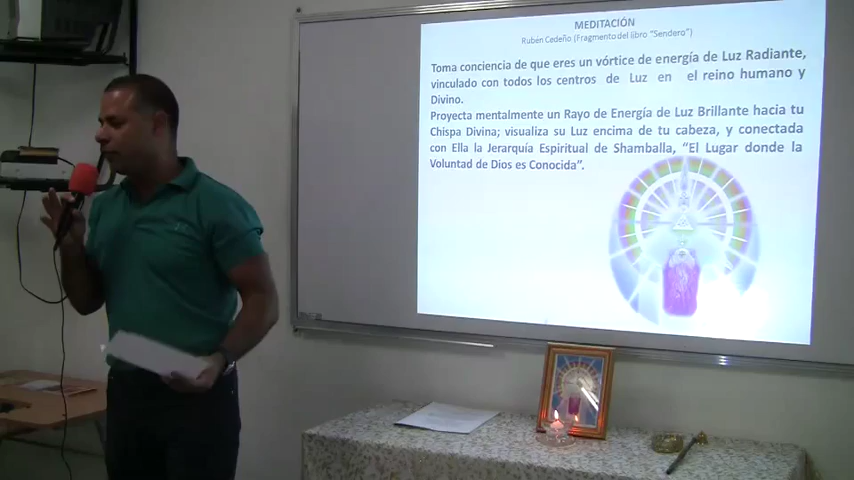 MEDITACIÓN
Rubén Cedeño (Fragmento del libro "Sendero")
Toma conciencia de que eres un vórtice de energía de Luz Radiante,
vinculado con todos los centros de Luz en el reino humano y
Divino.
Proyecta mentalmente un Rayo de Energía de Luz Brillante hacia tu
Chispa Divina; visualiza su Luz encima de tu cabeza, y conectada
con Ella la Jerarquía Espiritual de Shamballa, "El Lugar donde la
Voluntad de Dios es Conocida".